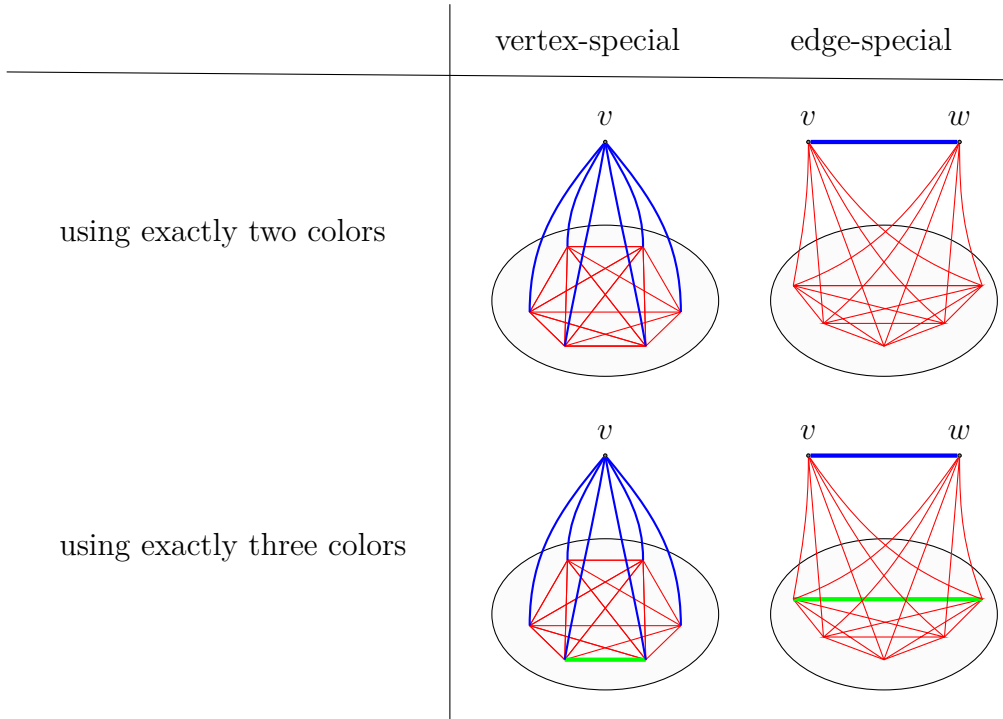 vertex-special edge-special
v v w
using exactly two colors
v v w
using exactly three colors